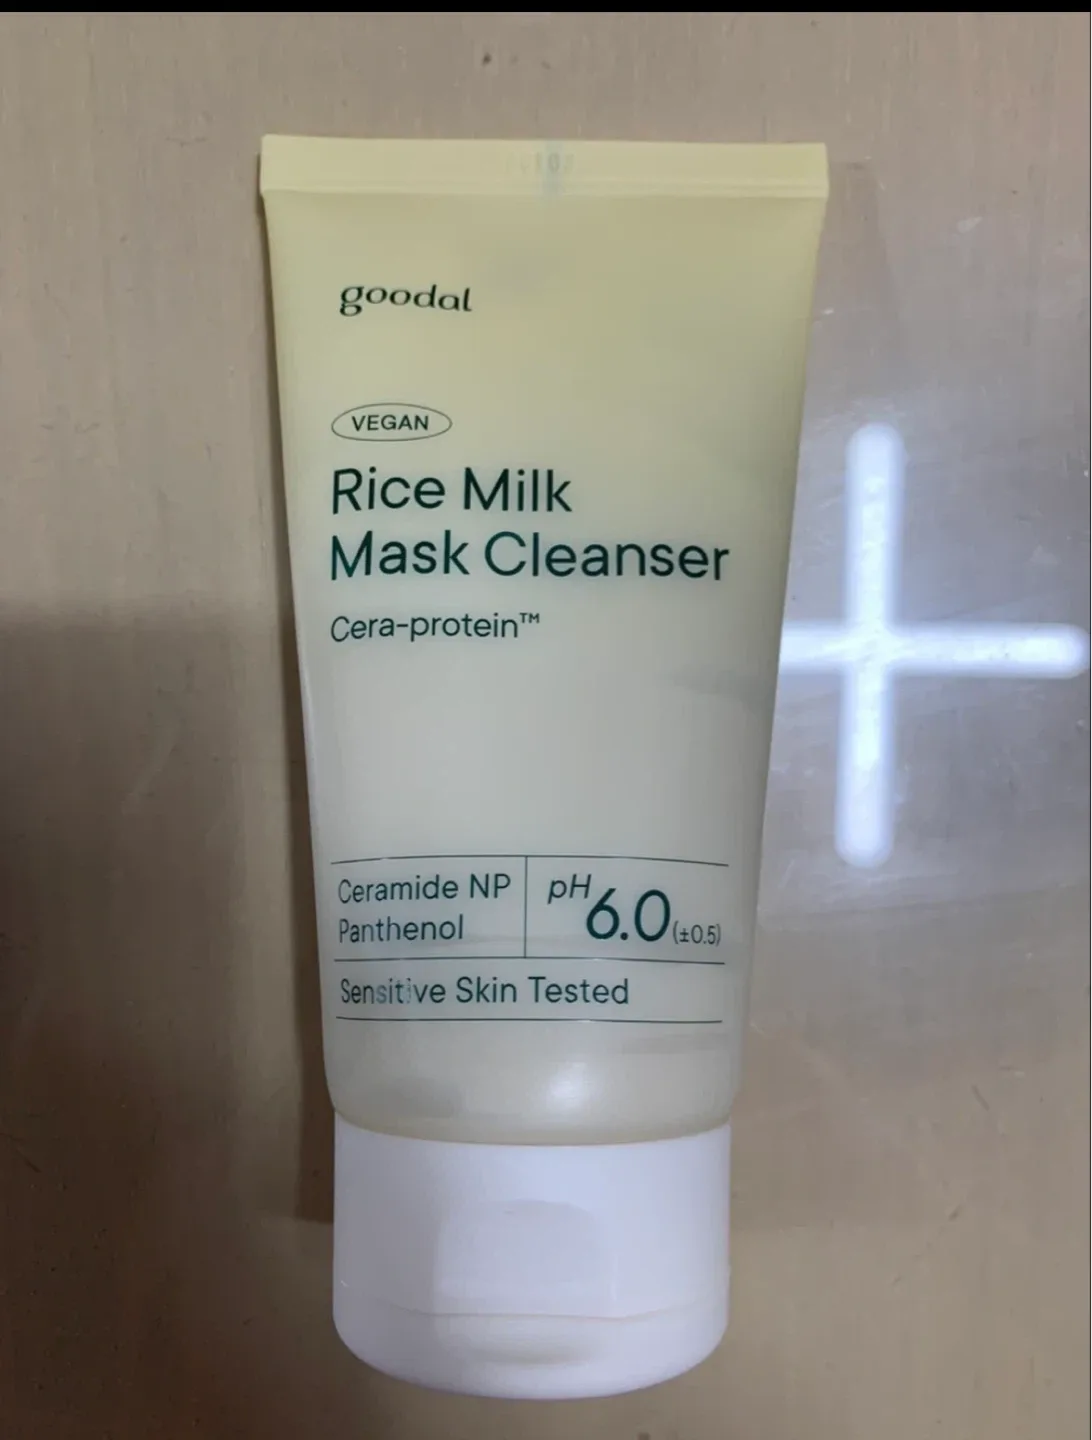 goodal
VEGAN
Rice Milk
Mask Cleanser
Cera-protein™
Ceramide NP
Panthenol
pH 6.0 (±0.5)
Sensitive Skin Tested